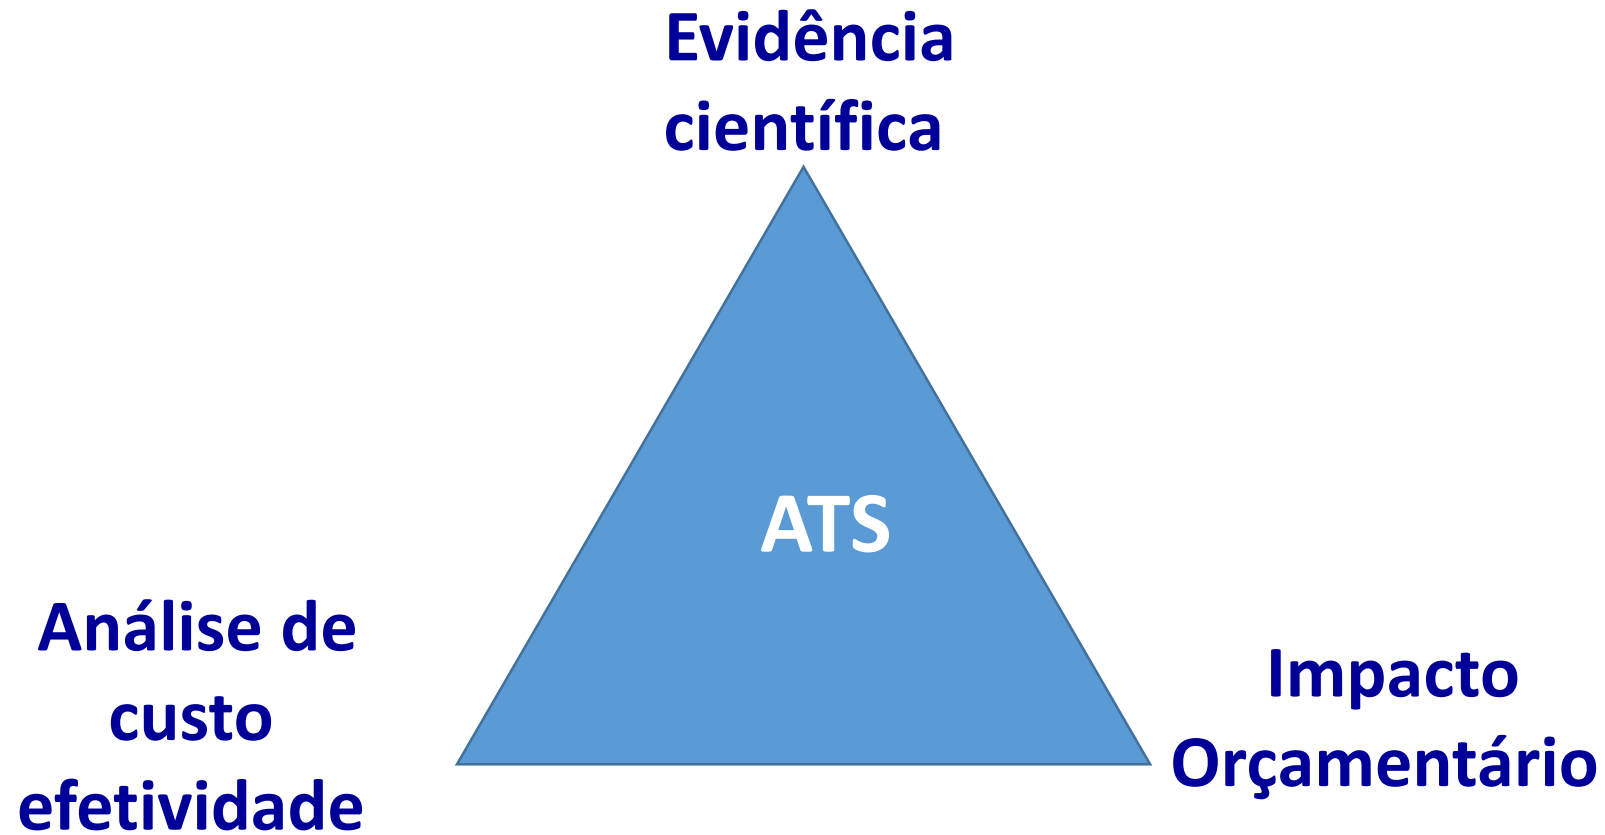 Evidência
científica
ATS
Análise de
custo
efetividade
Impacto
Orçamentário